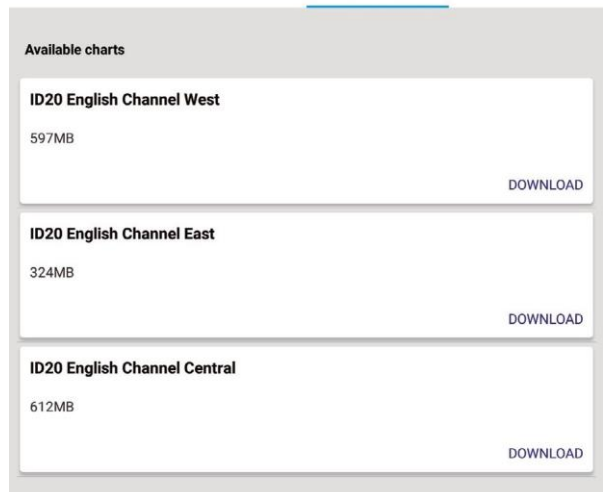 Available charts
ID20 English Channel West
597MB
DOWNLOAD
ID20 English Channel East
324MB
DOWNLOAD
ID20 English Channel Central
612MB
DOWNLOAD